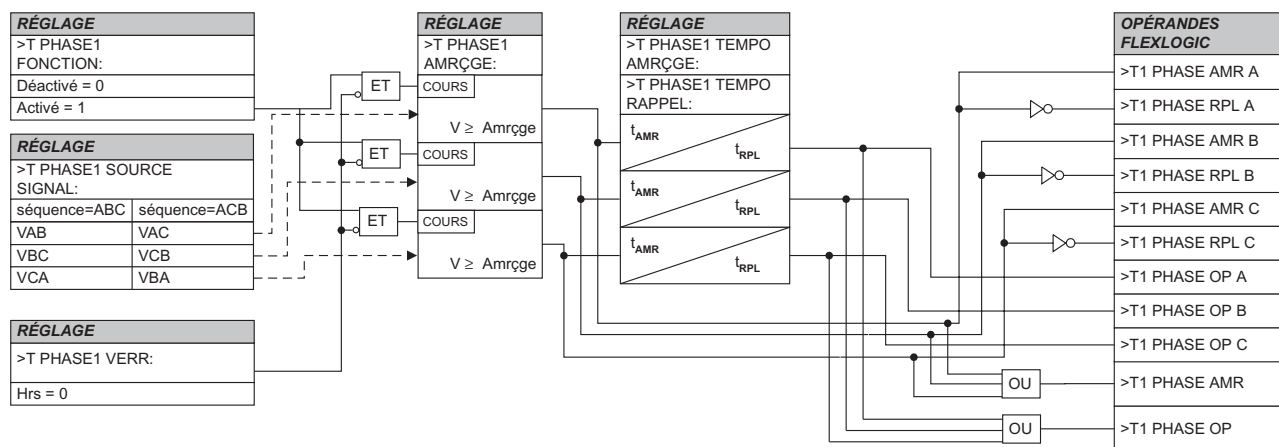 RÉGLAGE
>T PHASE1
FONCTION:
Déactivé = 0
Activé = 1
RÉGLAGE
>T PHASE1 SOURCE
SIGNAL:
séquence=ABC séquence=ACB
VAB VAC
VBC VCB
VCA VBA
RÉGLAGE
>T PHASE1 VERR:
Hrs = 0
ET
ET
ET
RÉGLAGE
>T PHASE1
AMRÇGE:
COURS
V ≥ Amrçge
COURS
V ≥ Amrçge
COURS
V ≥ Amrçge
RÉGLAGE
>T PHASE1 TEMPO
AMRÇGE:
>T PHASE1 TEMPO
RAPPEL:
tAMR
tRPL
tAMR
tRPL
tAMR
tRPL
OU
OU
OPÉRANDES
FLEXLOGIC
>T1 PHASE AMR A
>T1 PHASE RPL A
>T1 PHASE AMR B
>T1 PHASE RPL B
>T1 PHASE AMR C
>T1 PHASE RPL C
>T1 PHASE OP A
>T1 PHASE OP B
>T1 PHASE OP C
>T1 PHASE AMR
>T1 PHASE OP